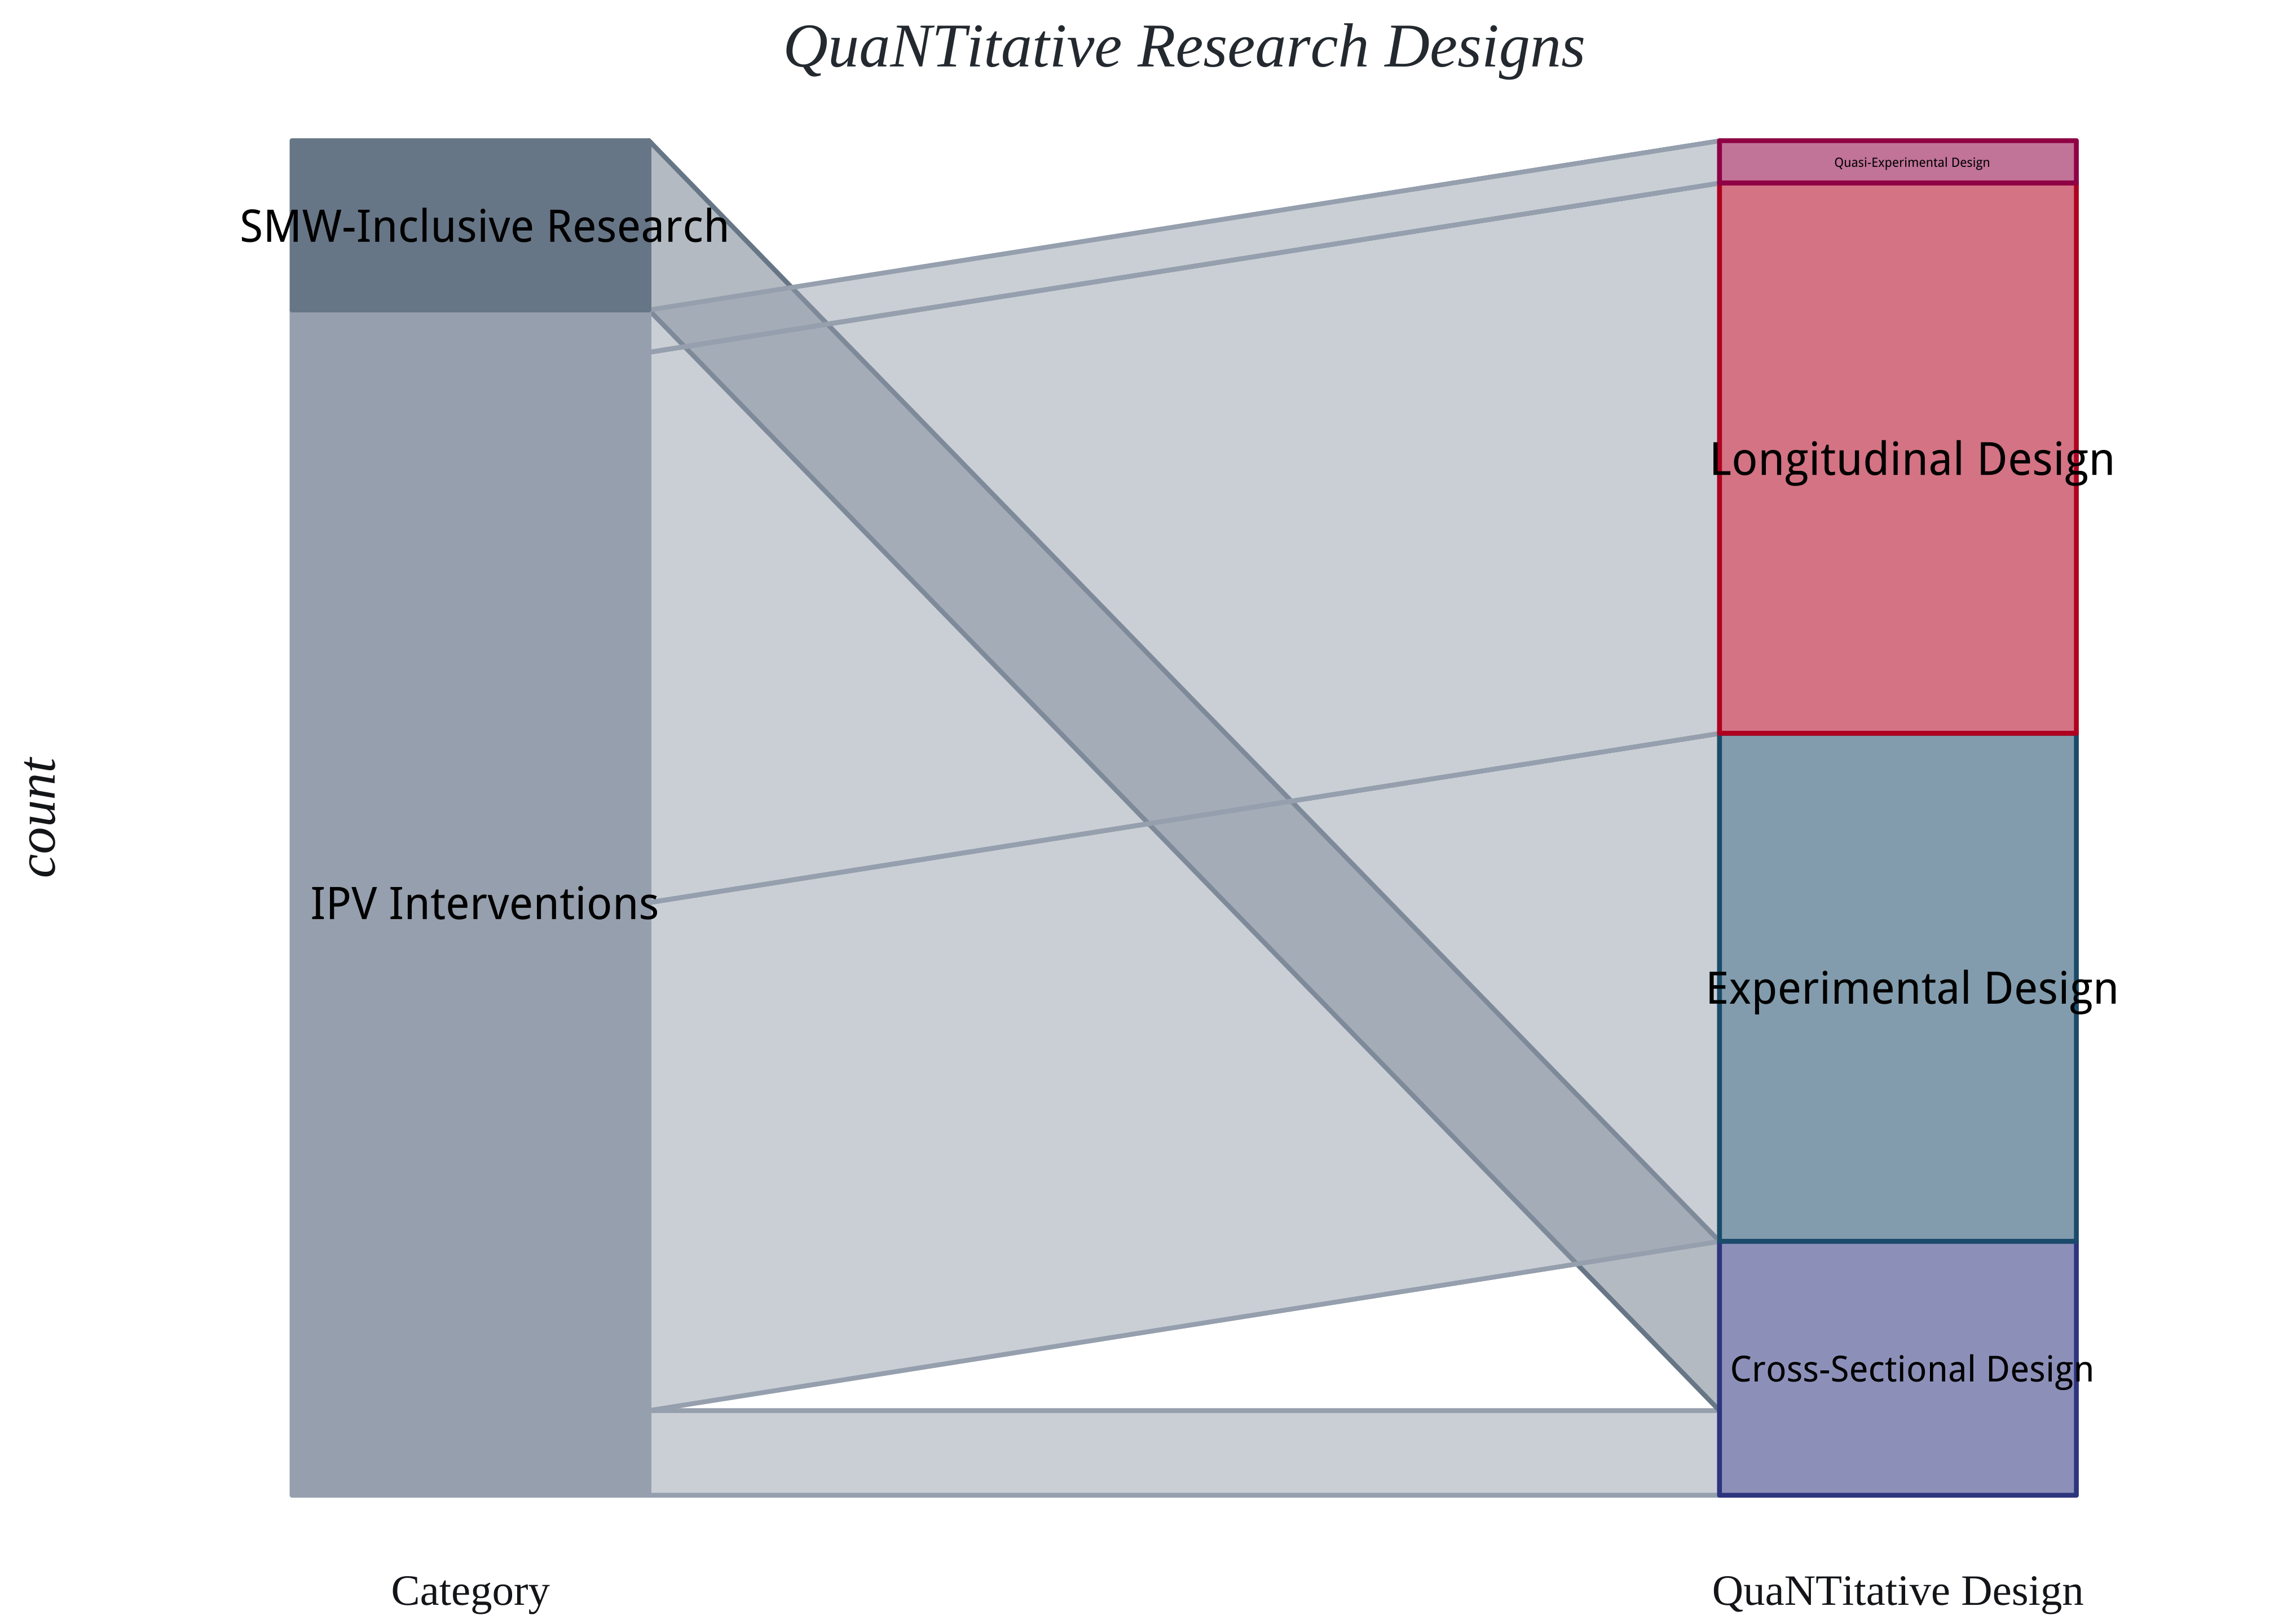 QuaNTitative Research Designs
Quasi-Experimental Design
SMW-Inclusive Research
Longitudinal Design
count
IPV Interventions
Experimental Design
Cross-Sectional Design
Category
QuaNTitative Design